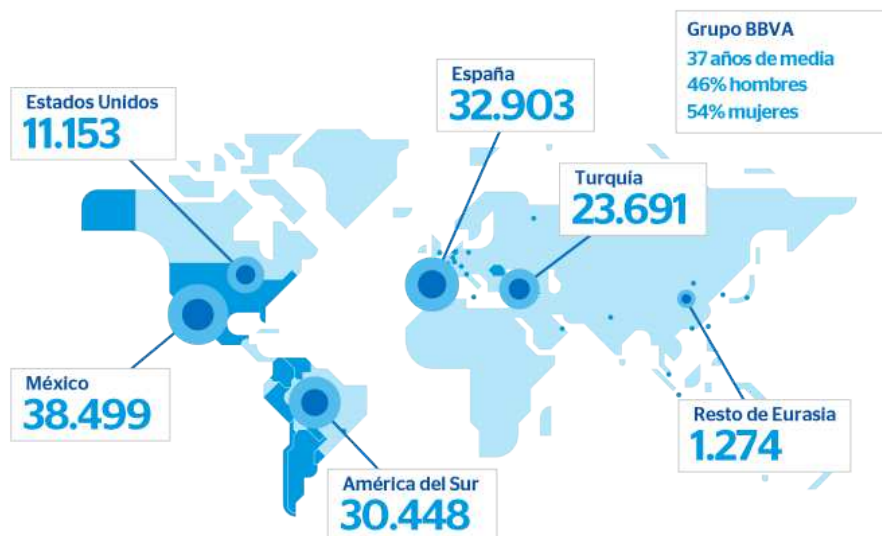 Grupo BBVA
37 años de media
46% hombres
54% mujeres
España
32.903
Estados Unidos
11.153
Turquía
23.691
México
38.499
Resto de Eurasia
1.274
América del Sur
30.448